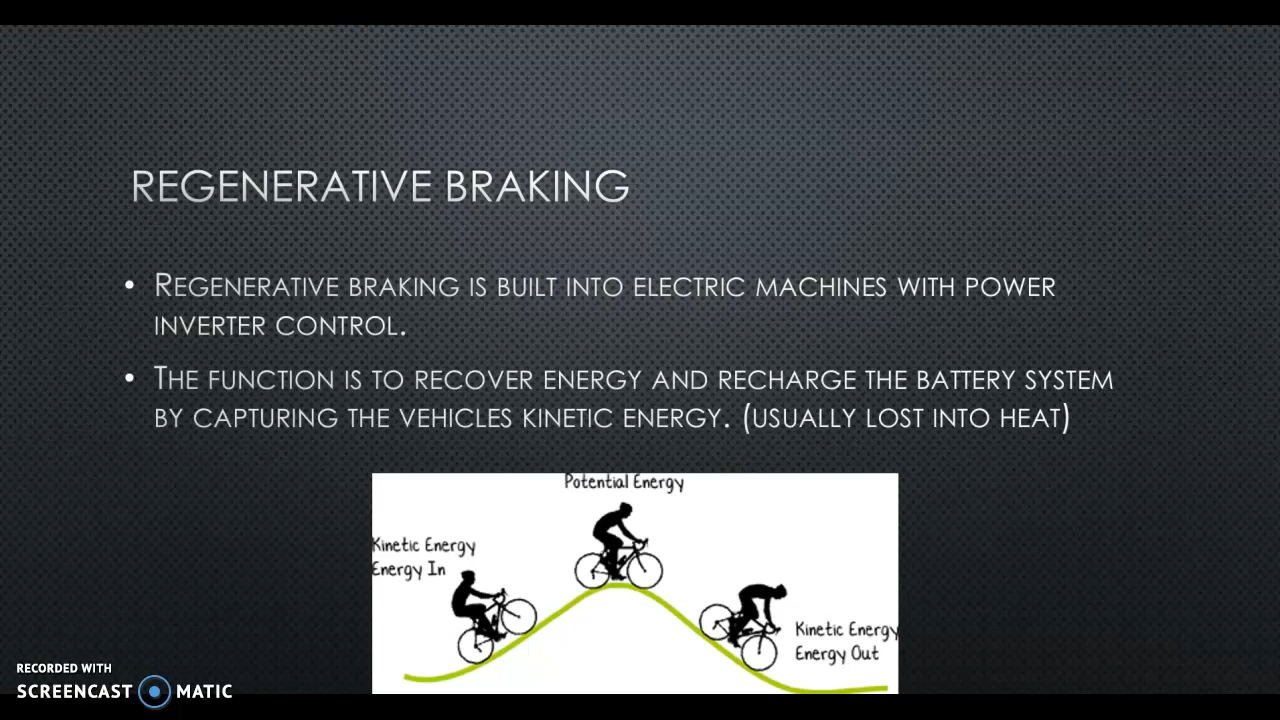 REGENERATIVE BRAKING
• REGENERATIVE BRAKING IS BUILT INTO ELECTRIC MACHINES WITH POWER
INVERTER CONTROL.
• THE FUNCTION IS TO RECOVER ENERGY AND RECHARGE THE BATTERY SYSTEM
BY CAPTURING THE VEHICLES KINETIC ENERGY. (USUALLY LOST INTO HEAT)
Potential Energy
Kinetic Energy
Energy In
Kinetic Energy
Energy Out
RECORDED WITH
SCREENCAST MATIC